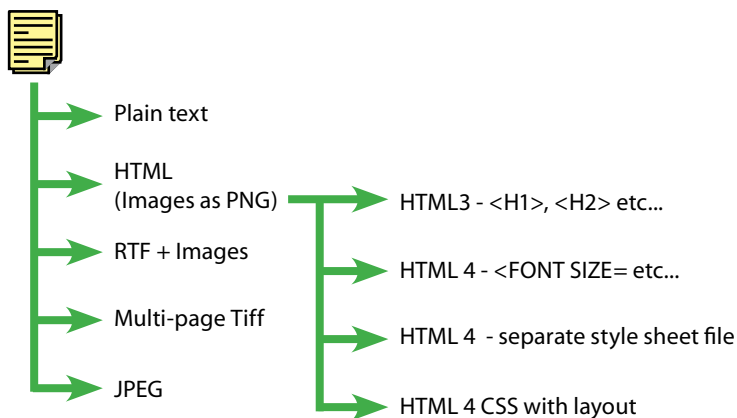 Plain text
HTML
(Images as PNG)
RTF + Images
Multi-page Tiff
JPEG
HTML3 - <H1>, <H2> etc...
HTML 4 - <FONT SIZE= etc...
HTML 4  - separate style sheet file
HTML 4 CSS with layout